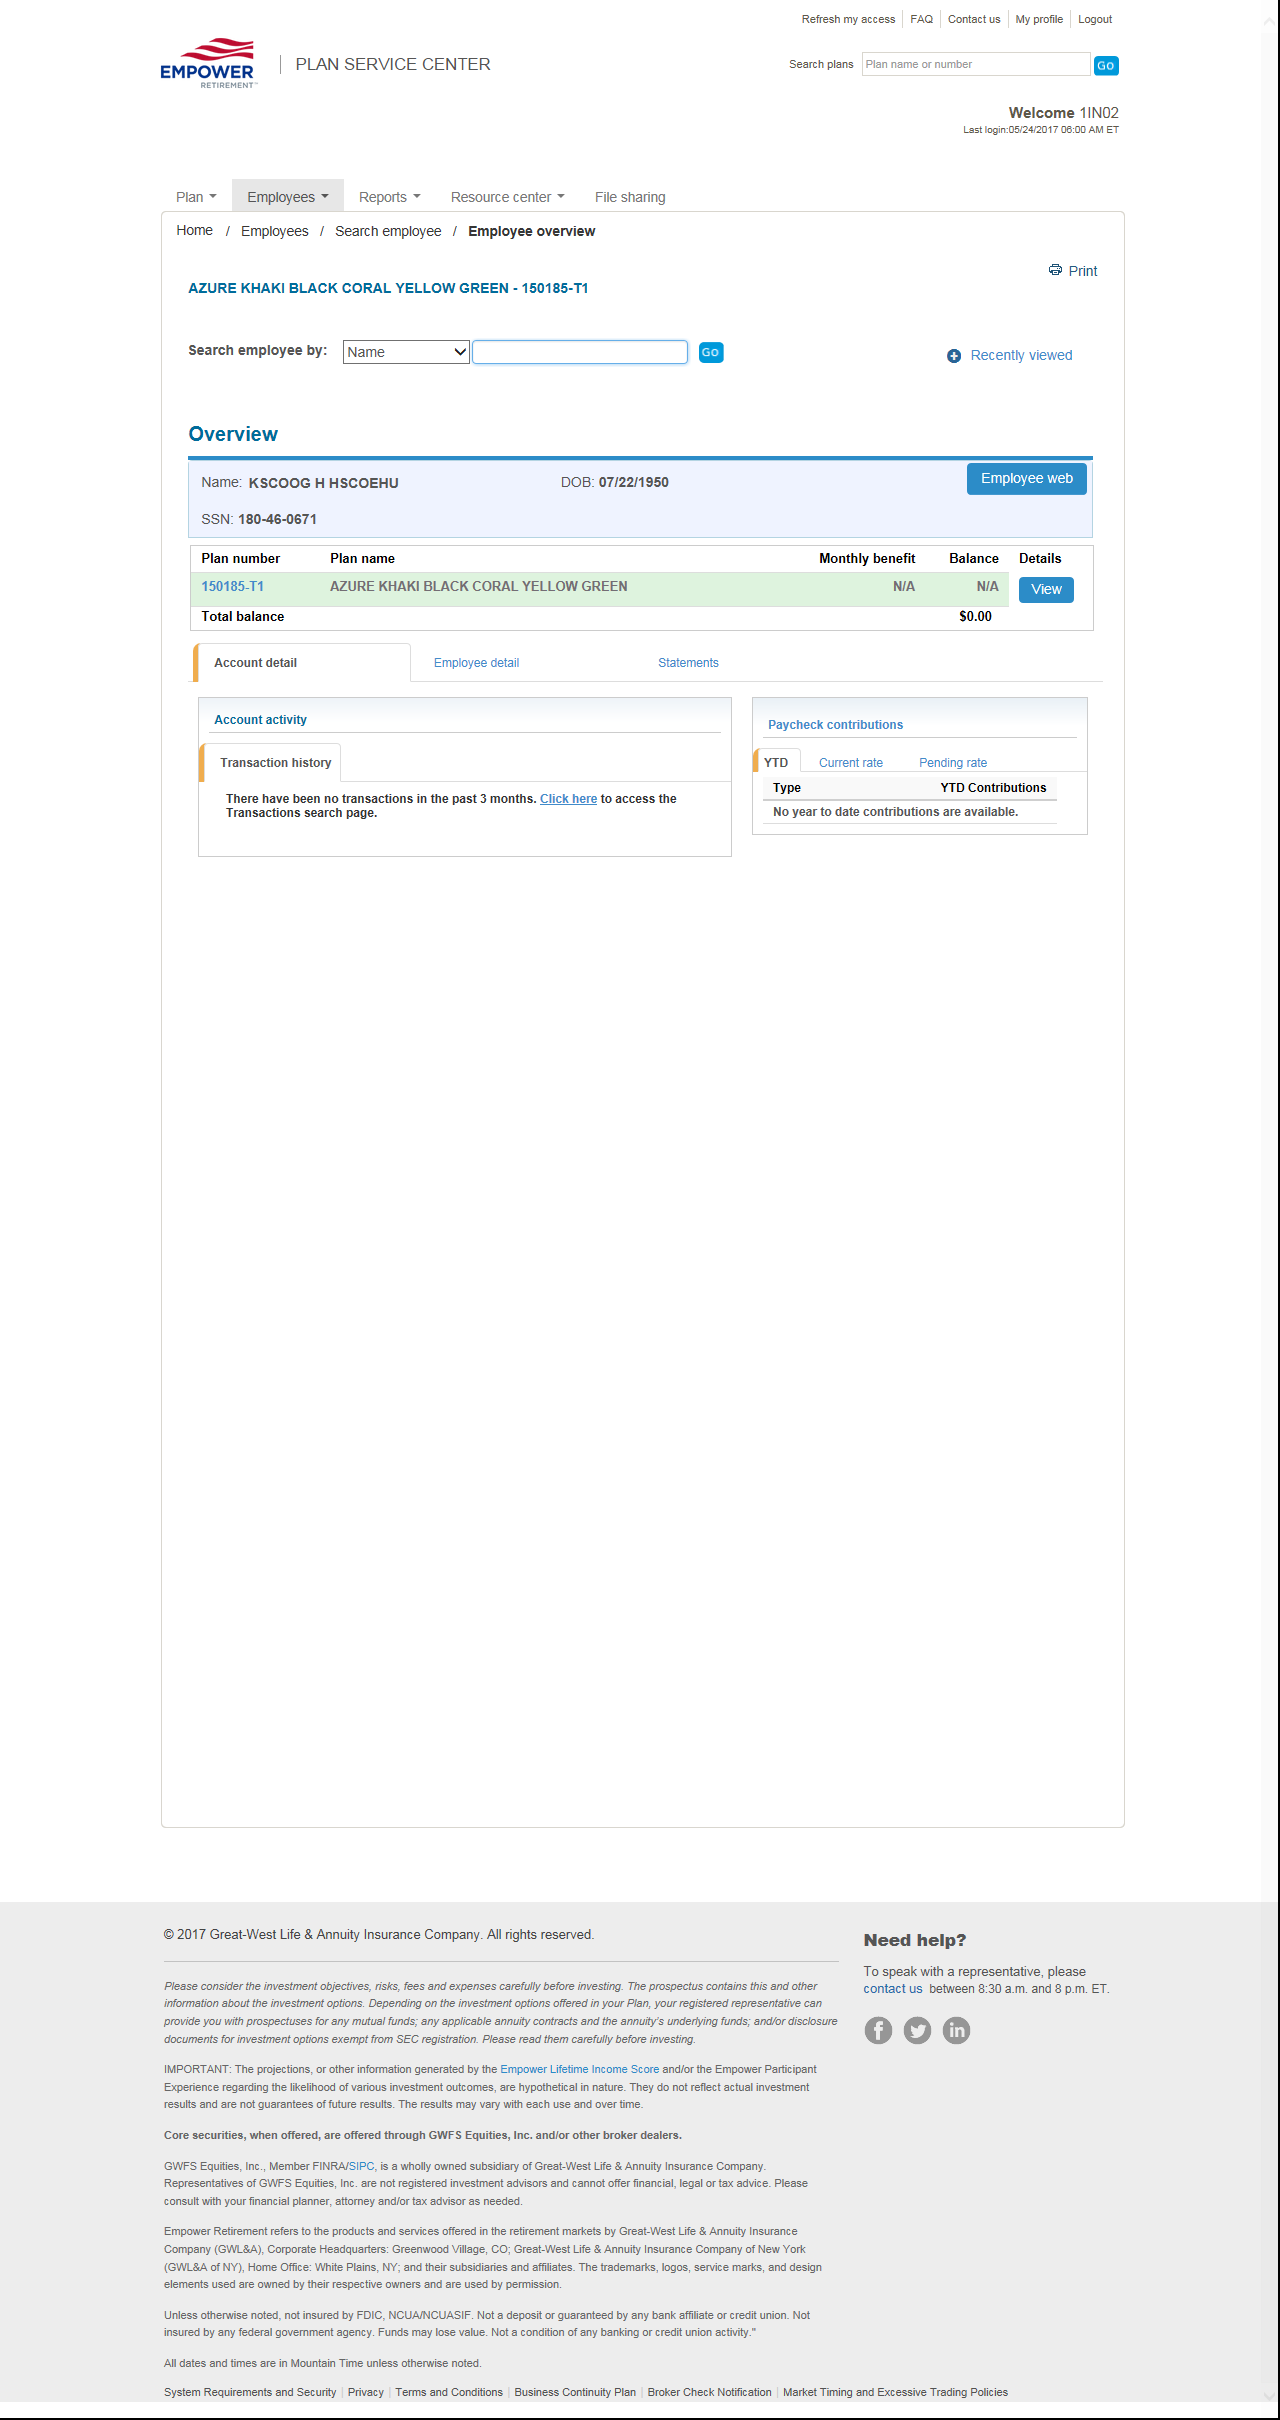 Refresh my access FAQ Contact us My profile Logout
EMPOWER
RETIREMENT™
PLAN SERVICE CENTER
Search plans Plan name or number GO
Welcome 1IN02
Last login:05/24/2017 06:00 AM ET
Plan Employees Reports Resource center File sharing
Home / Employees / Search employee / Employee overview
Print
AZURE KHAKI BLACK CORAL YELLOW GREEN - 150185-T1
Search employee by: Name Go
Recently viewed
Overview
Name: KSCOOG H HSCOEHU DOB: 07/22/1950 Employee web
SSN: 180-46-0671
Plan number Plan name Monthly benefit Balance Details
150185-T1 AZURE KHAKI BLACK CORAL YELLOW GREEN N/A N/A View
Total balance $0.00
Account detail Employee detail Statements
Account activity
Transaction history
There have been no transactions in the past 3 months. Click here to access the
Transactions search page.
Paycheck contributions
YTD Current rate Pending rate
Type YTD Contributions
No year to date contributions are available.
© 2017 Great-West Life & Annuity Insurance Company. All rights reserved.
Please consider the investment objectives, risks, fees and expenses carefully before investing. The prospectus contains this and other
information about the investment options. Depending on the investment options offered in your Plan, your registered representative can
provide you with prospectuses for any mutual funds; any applicable annuity contracts and the annuity's underlying funds; and/or disclosure
documents for investment options exempt from SEC registration. Please read them carefully before investing.
IMPORTANT: The projections, or other information generated by the Empower Lifetime Income Score and/or the Empower Participant
Experience regarding the likelihood of various investment outcomes, are hypothetical in nature. They do not reflect actual investment
results and are not guarantees of future results. The results may vary with each use and over time.
Core securities, when offered, are offered through GWFS Equities, Inc. and/or other broker dealers.
GWFS Equities, Inc., Member FINRA/SIPC, is a wholly owned subsidiary of Great-West Life & Annuity Insurance Company.
Representatives of GWFS Equities, Inc. are not registered investment advisors and cannot offer financial, legal or tax advice. Please
consult with your financial planner, attorney and/or tax advisor as needed.
Empower Retirement refers to the products and services offered in the retirement markets by Great-West Life & Annuity Insurance
Company (GWL&A), Corporate Headquarters: Greenwood Village, CO; Great-West Life & Annuity Insurance Company of New York
(GWL&A of NY), Home Office: White Plains, NY; and their subsidiaries and affiliates. The trademarks, logos, service marks, and design
elements used are owned by their respective owners and are used by permission.
Unless otherwise noted, not insured by FDIC, NCUA/NCUASIF. Not a deposit or guaranteed by any bank affiliate or credit union. Not
insured by any federal government agency. Funds may lose value. Not a condition of any banking or credit union activity."
All dates and times are in Mountain Time unless otherwise noted.
System Requirements and Security | Privacy | Terms and Conditions | Business Continuity Plan | Broker Check Notification | Market Timing and Excessive Trading Policies
Need help?
To speak with a representative, please
contact us between 8:30 a.m. and 8 p.m. ET.
f in